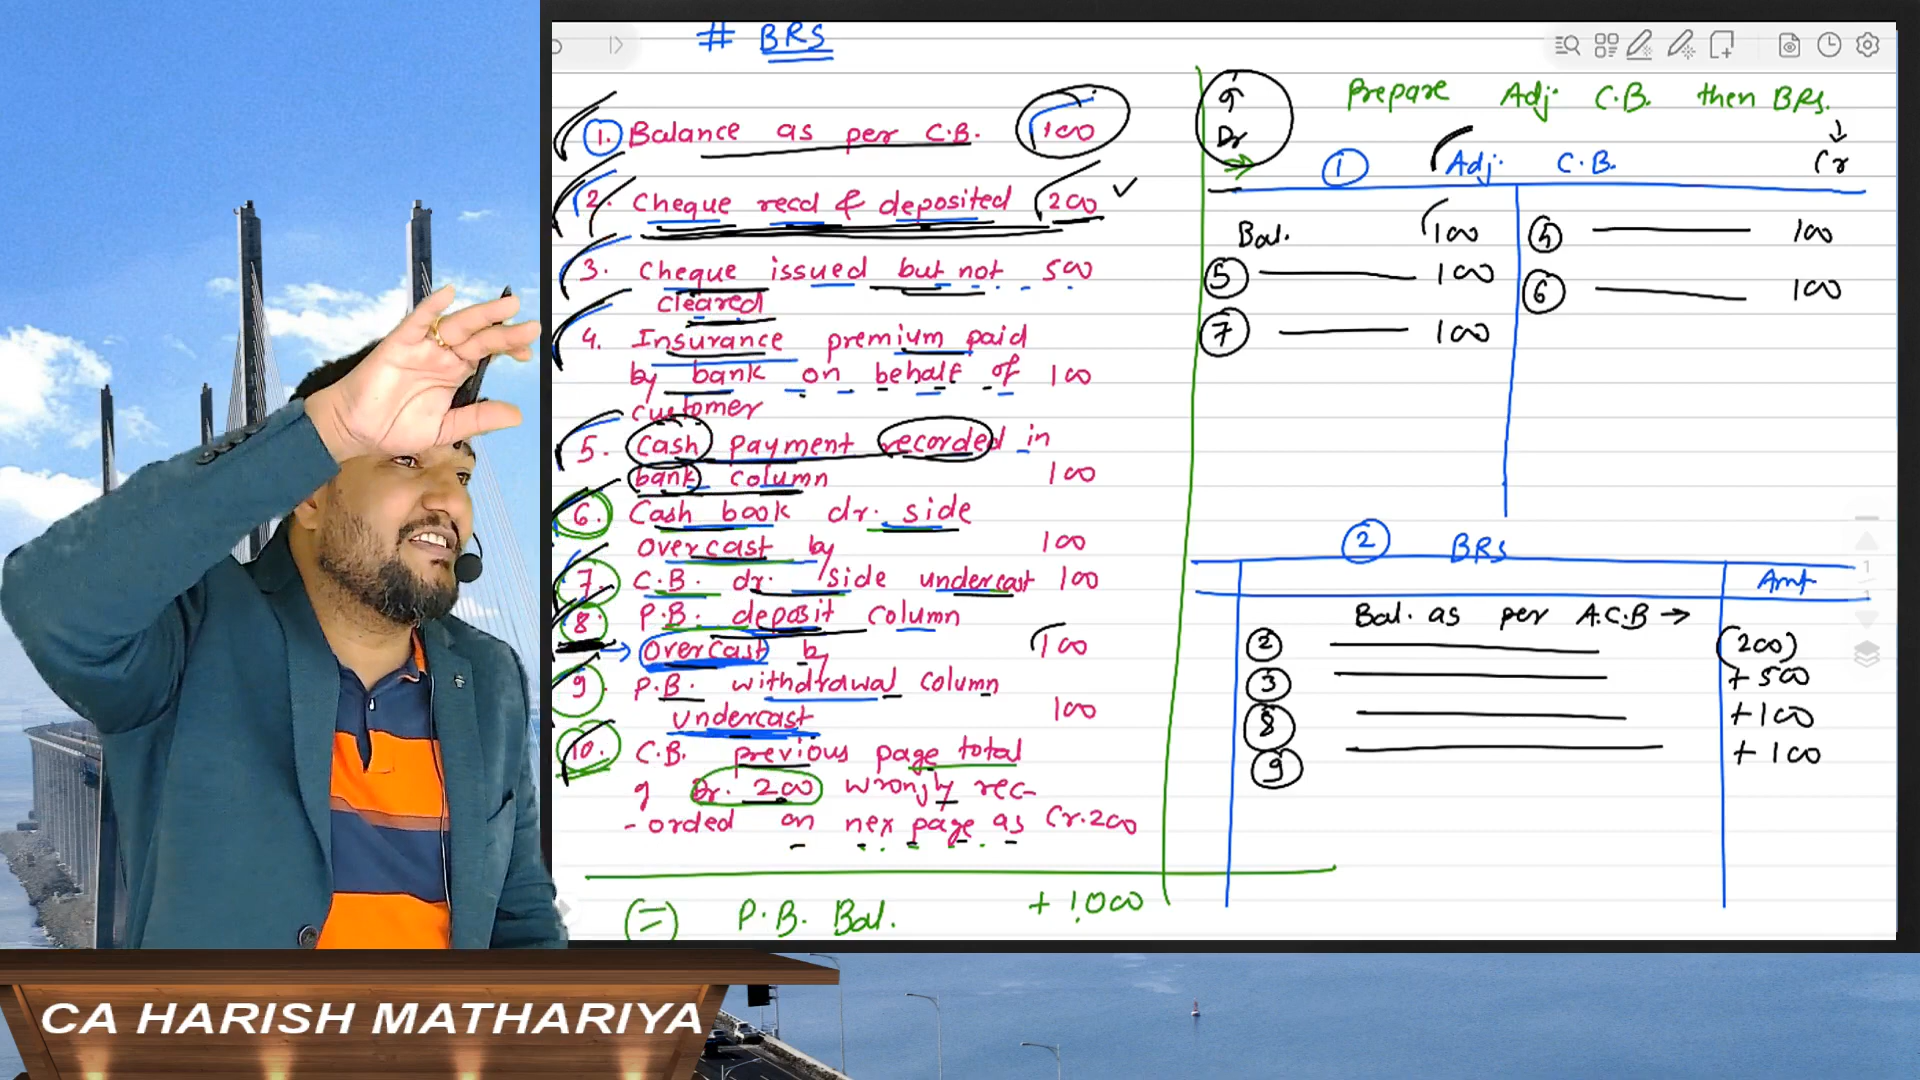 # BRS
1. Balance as per C.B. 100
2. Cheque recd & deposited 200
3. Cheque issued but not 500
cleared
4. Insurance premium paid
by bank on behalf of 100
customer
5. Cash payment recorded in
bank column 100
6. Cash book dr. side
overcast by 100
7. C.B. dr. side undercast 100
8. P.B. deposit column
→ overcast by 100
9. P.B. withdrawal column
undercast 100
10. C.B. previous page total
of Dr. 200 wrongly rec-
-orded on nex page as Cr. 200
(=) P.B. Bal. + 1,000
Prepare Adj. C.B. then BRS.
Dr
1 Adj. C.B. Cr
Bal. 100
5 100
7 100
100
6 100
2 BRS
Amt
Bal. as per A.C.B →
2 (200)
3 + 500
8 + 100
9 + 100
CA HARISH MATHARIYA